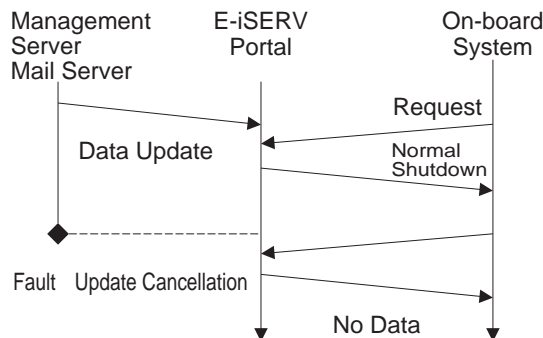 Management
Server
Mail Server
E-iSERV
Portal
On-board
System
Request
Data Update
Normal
Shutdown
Fault
Update Cancellation
No Data